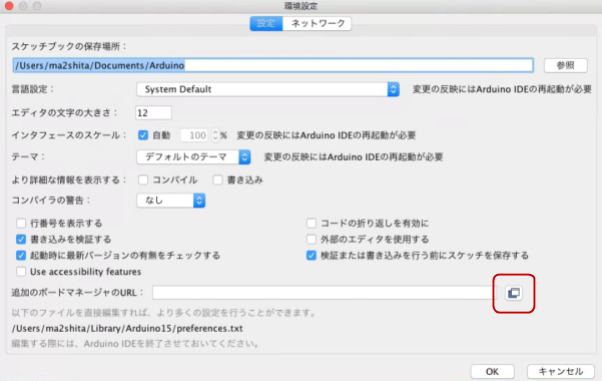 環境設定
設定 ネットワーク
スケッチブックの保存場所：
/Users/ma2shita/Documents/Arduino 参照
言語設定： System Default 変更の反映にはArduino IDEの再起動が必要
エディタの文字の大きさ： 12
インタフェースのスケール： 自動 100 % 変更の反映にはArduino IDEの再起動が必要
テーマ： デフォルトのテーマ 変更の反映にはArduino IDEの再起動が必要
より詳細な情報を表示する： コンパイル 書き込み
コンパイラの警告： なし
行番号を表示する コードの折り返しを有効に
書き込みを検証する 外部のエディタを使用する
起動時に最新バージョンの有無をチェックする 検証または書き込みを行う前にスケッチを保存する
Use accessibility features
追加のボードマネージャのURL：
以下のファイルを直接編集すれば、より多くの設定を行うことができます。
/Users/ma2shita/Library/Arduino15/preferences.txt
編集する際には、Arduino IDEを終了させておいてください。
OK キャンセル